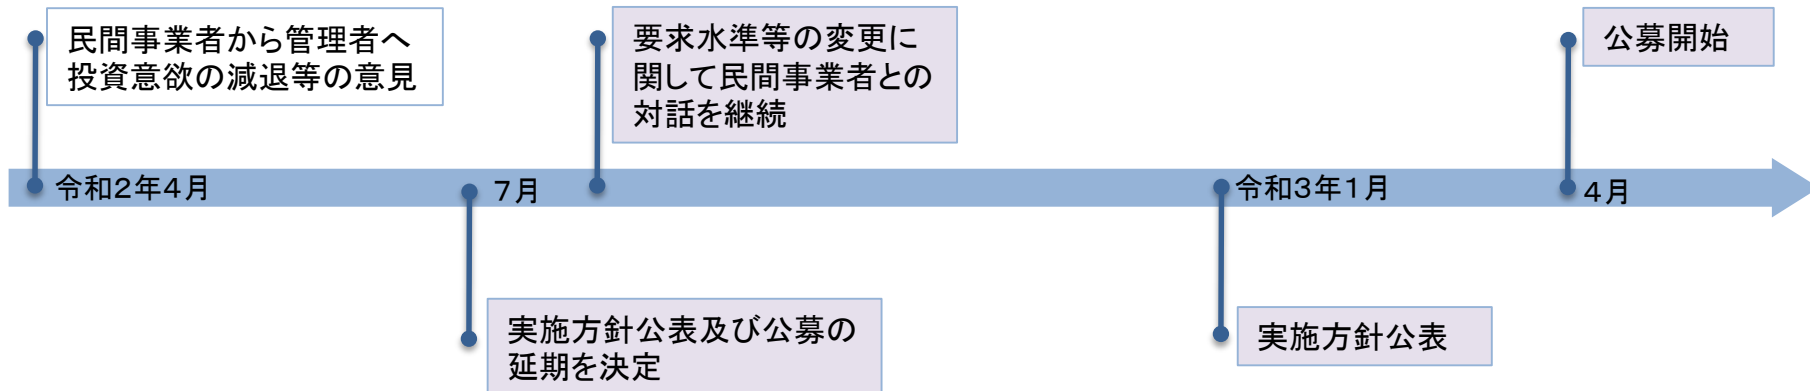 民間事業者から管理者へ
投資意欲の減退等の意見
要求水準等の変更に
関して民間事業者との
対話を継続
公募開始
令和2年4月
7月
令和3年1月
4月
実施方針公表及び公募の
延期を決定
実施方針公表